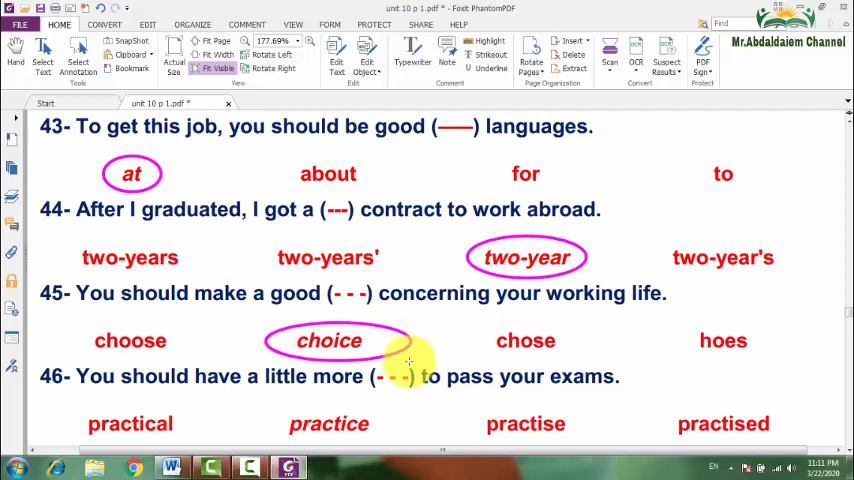 unit 10 p 1.pdf * - Foxit PhantomPDF
FILE HOME CONVERT EDIT ORGANIZE COMMENT VIEW FORM PROTECT SHARE HELP
Find
Mr.Abdaldaiem Channel
Hand
Select Text
Select Annotation
SnapShot
Clipboard
Bookmark
Tools
Actual Size
Fit Page
Fit Width
Fit Visible
177.69%
Rotate Left
Rotate Right
View
Edit Text
Edit Object
Edit
Typewriter
Note
Highlight
Strikeout
Underline
Comment
Rotate Pages
Insert
Delete
Extract
Page Organization
Scan
OCR
Suspect Results
Convert
PDF Sign
Protect
Start unit 10 p 1.pdf *
43- To get this job, you should be good (-----) languages.
at about for to
44- After I graduated, I got a (---) contract to work abroad.
two-years two-years' two-year two-year's
45- You should make a good (- - -) concerning your working life.
choose choice chose hoes
46- You should have a little more (- - -) to pass your exams.
practical practice practise practised
EN
11:11 PM
3/22/2020